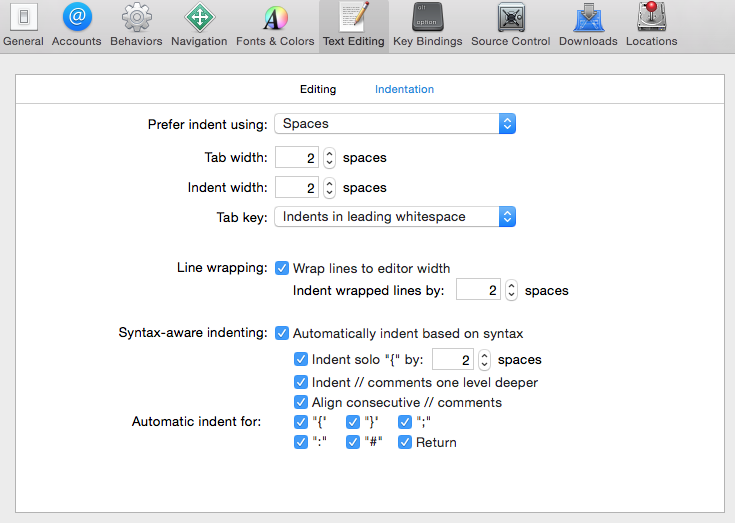 alt
option
General Accounts Behaviors Navigation Fonts & Colors Text Editing Key Bindings Source Control Downloads Locations
Editing Indentation
Prefer indent using: Spaces
Tab width: 2 spaces
Indent width: 2 spaces
Tab key: Indents in leading whitespace
Line wrapping: Wrap lines to editor width
Indent wrapped lines by: 2 spaces
Syntax-aware indenting: Automatically indent based on syntax
Indent solo "{" by: 2 spaces
Indent // comments one level deeper
Align consecutive // comments
Automatic indent for: "{" "}" ";"
":" "#" Return